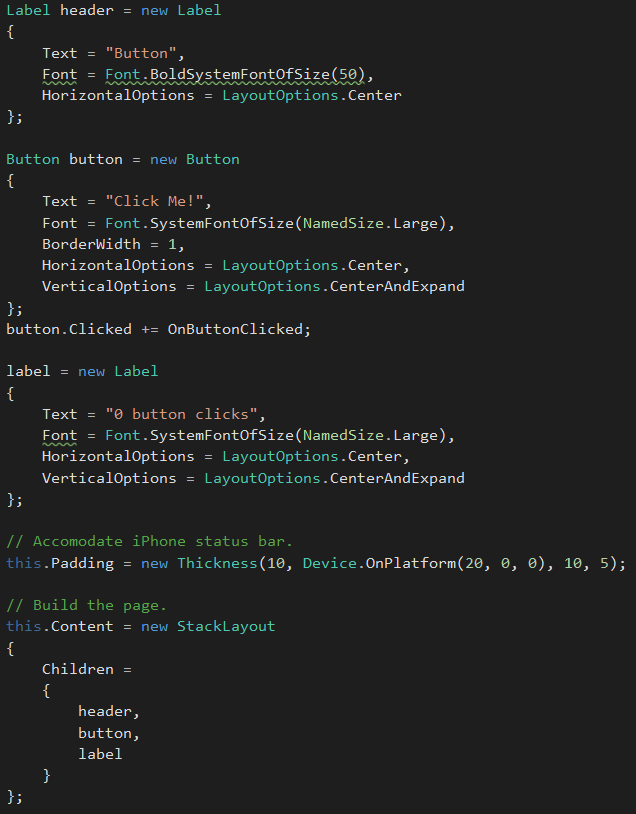 Label header = new Label
{
    Text = "Button",
    Font = Font.BoldSystemFontOfSize(50),
    HorizontalOptions = LayoutOptions.Center
};

Button button = new Button
{
    Text = "Click Me!",
    Font = Font.SystemFontOfSize(NamedSize.Large),
    BorderWidth = 1,
    HorizontalOptions = LayoutOptions.Center,
    VerticalOptions = LayoutOptions.CenterAndExpand
};
button.Clicked += OnButtonClicked;

label = new Label
{
    Text = "0 button clicks",
    Font = Font.SystemFontOfSize(NamedSize.Large),
    HorizontalOptions = LayoutOptions.Center,
    VerticalOptions = LayoutOptions.CenterAndExpand
};

// Accomodate iPhone status bar.
this.Padding = new Thickness(10, Device.OnPlatform(20, 0, 0), 10, 5);

// Build the page.
this.Content = new StackLayout
{
    Children =
    {
        header,
        button,
        label
    }
};